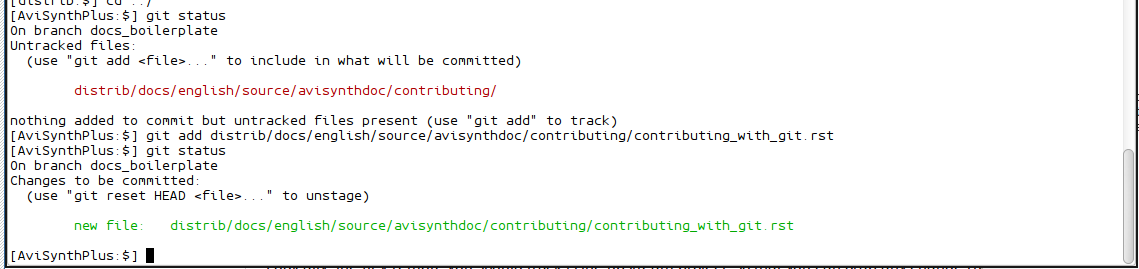 [distrib:$] cd ../
[AviSynthPlus:$] git status
On branch docs_boilerplate
Untracked files:
  (use "git add <file>..." to include in what will be committed)

        distrib/docs/english/source/avisynthdoc/contributing/

nothing added to commit but untracked files present (use "git add" to track)
[AviSynthPlus:$] git add distrib/docs/english/source/avisynthdoc/contributing/contributing_with_git.rst
[AviSynthPlus:$] git status
On branch docs_boilerplate
Changes to be committed:
  (use "git reset HEAD <file>..." to unstage)

        new file:   distrib/docs/english/source/avisynthdoc/contributing/contributing_with_git.rst

[AviSynthPlus:$]